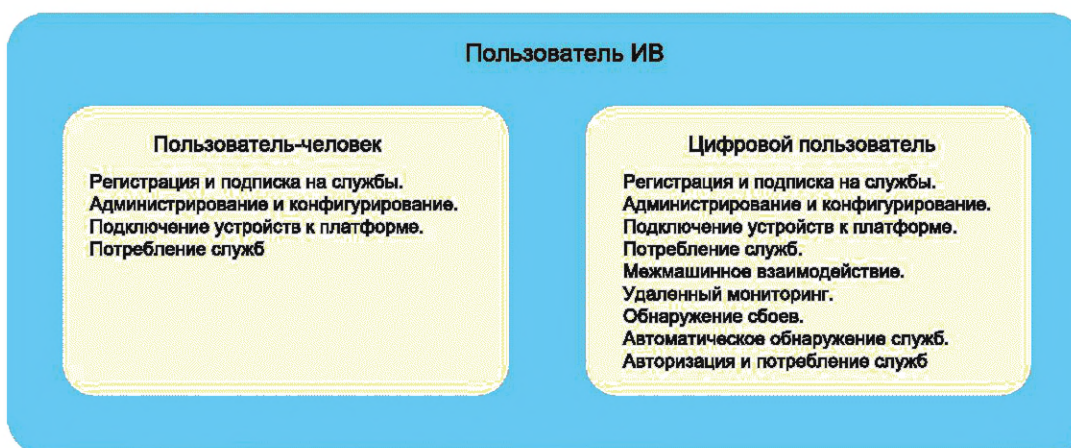 Пользователь ИВ
Пользователь-человек
Регистрация и подписка на службы.
Администрирование и конфигурирование.
Подключение устройств к платформе.
Потребление служб
Цифровой пользователь
Регистрация и подписка на службы.
Администрирование и конфигурирование.
Подключение устройств к платформе.
Потребление служб.
Межмашинное взаимодействие.
Удаленный мониторинг.
Обнаружение сбоев.
Автоматическое обнаружение служб.
Авторизация и потребление служб